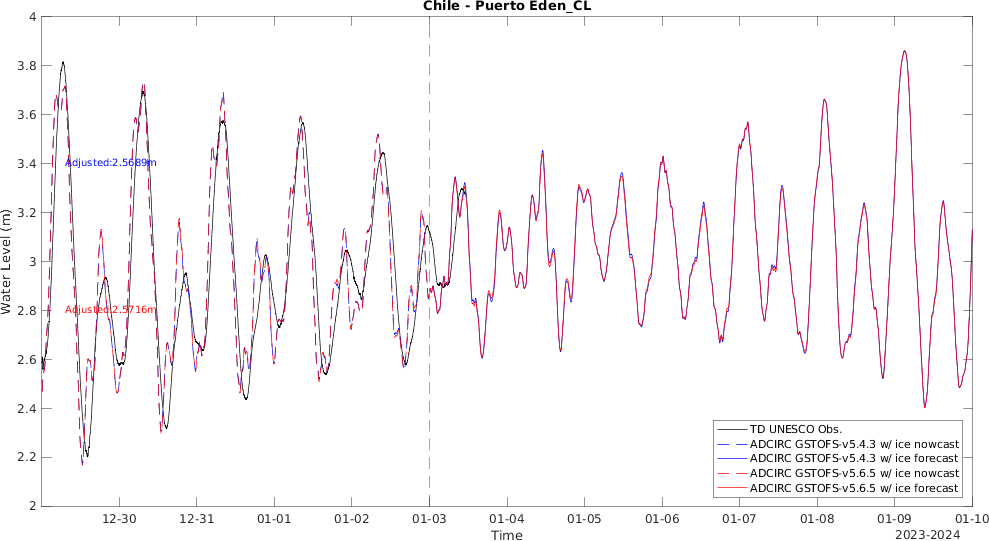 Chile - Puerto Eden_CL
Water Level (m)
4
3.8
3.6
3.4
3.2
3
2.8
2.6
2.4
2.2
2
Adjusted:2.5689m
Adjusted:2.5716m
TD UNESCO Obs.
ADCIRC GSTOFS-v5.4.3 w/ ice nowcast
ADCIRC GSTOFS-v5.4.3 w/ ice forecast
ADCIRC GSTOFS-v5.6.5 w/ ice nowcast
ADCIRC GSTOFS-v5.6.5 w/ ice forecast
12-30 12-31 01-01 01-02 01-03 01-04 01-05 01-06 01-07 01-08 01-09 01-10
Time
2023-2024